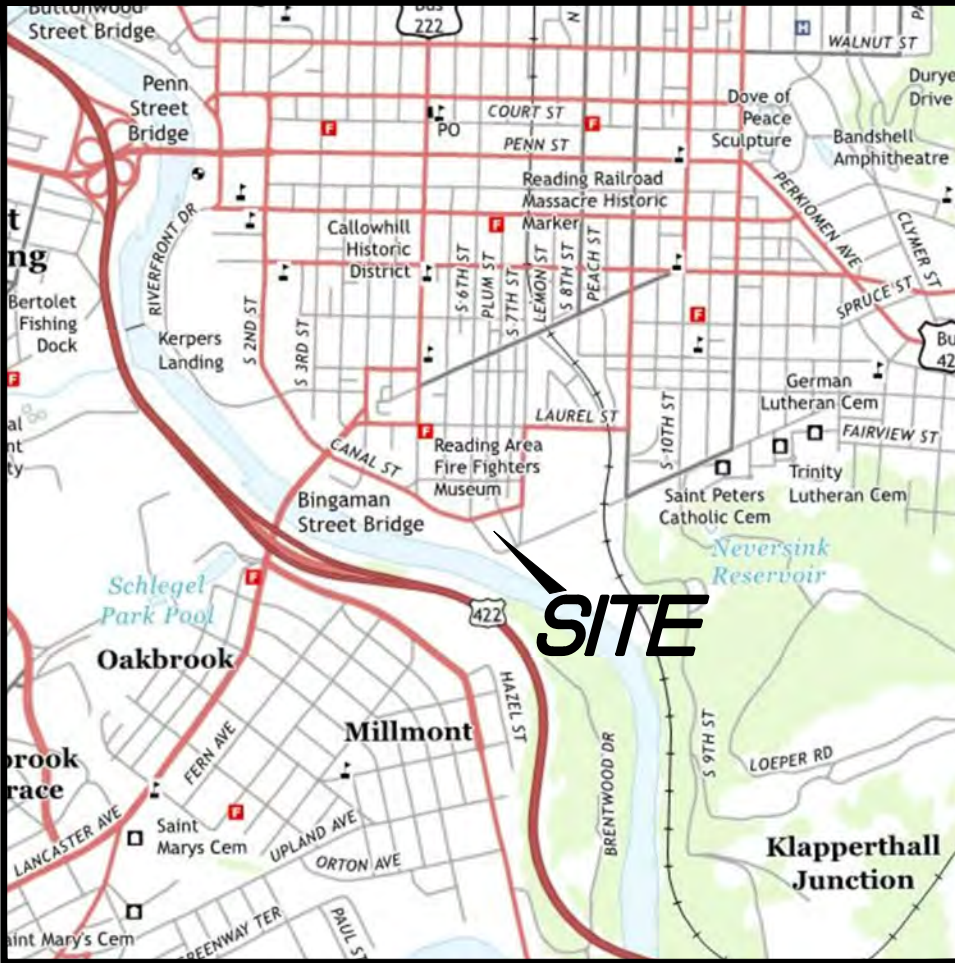 Buttonwood
Street Bridge
Bus
222
WALNUT ST
Penn
Street
Bridge
COURT ST
PO
PENN ST
Dove of
Peace
Sculpture
Drive
Bandshell
Amphitheatre
Reading Railroad
Massacre Historic
Marker
PERKIOMEN AVE
CLYMER ST
RIVERFRONT DR
Callowhill
Historic
District
S 6TH ST
PLUM ST
S 7TH ST
LEMON ST
S 8TH ST
PEACH ST
SPRUCE ST
Bertolet
Fishing
Dock
Kerpers
Landing
S 2ND ST
S 3RD ST
German
Lutheran Cem
LAUREL ST
S 10TH ST
FAIRVIEW ST
CANAL ST
Reading Area
Fire Fighters
Museum
Trinity
Lutheran Cem
Saint Peters
Catholic Cem
Bingaman
Street Bridge
Neversink
Reservoir
Schlegel
Park Pool
422
SITE
Oakbrook
HAZEL ST
Millmont
FERN AVE
BRENTWOOD DR
S 9TH ST
LOEPER RD
LANCASTER AVE
Saint
Marys Cem
UPLAND AVE
ORTON AVE
Klapperthall
Junction
aint Mary's Cem
REENWAY TER
PAUL ST
F
F
F
F
F
F
F
F
H